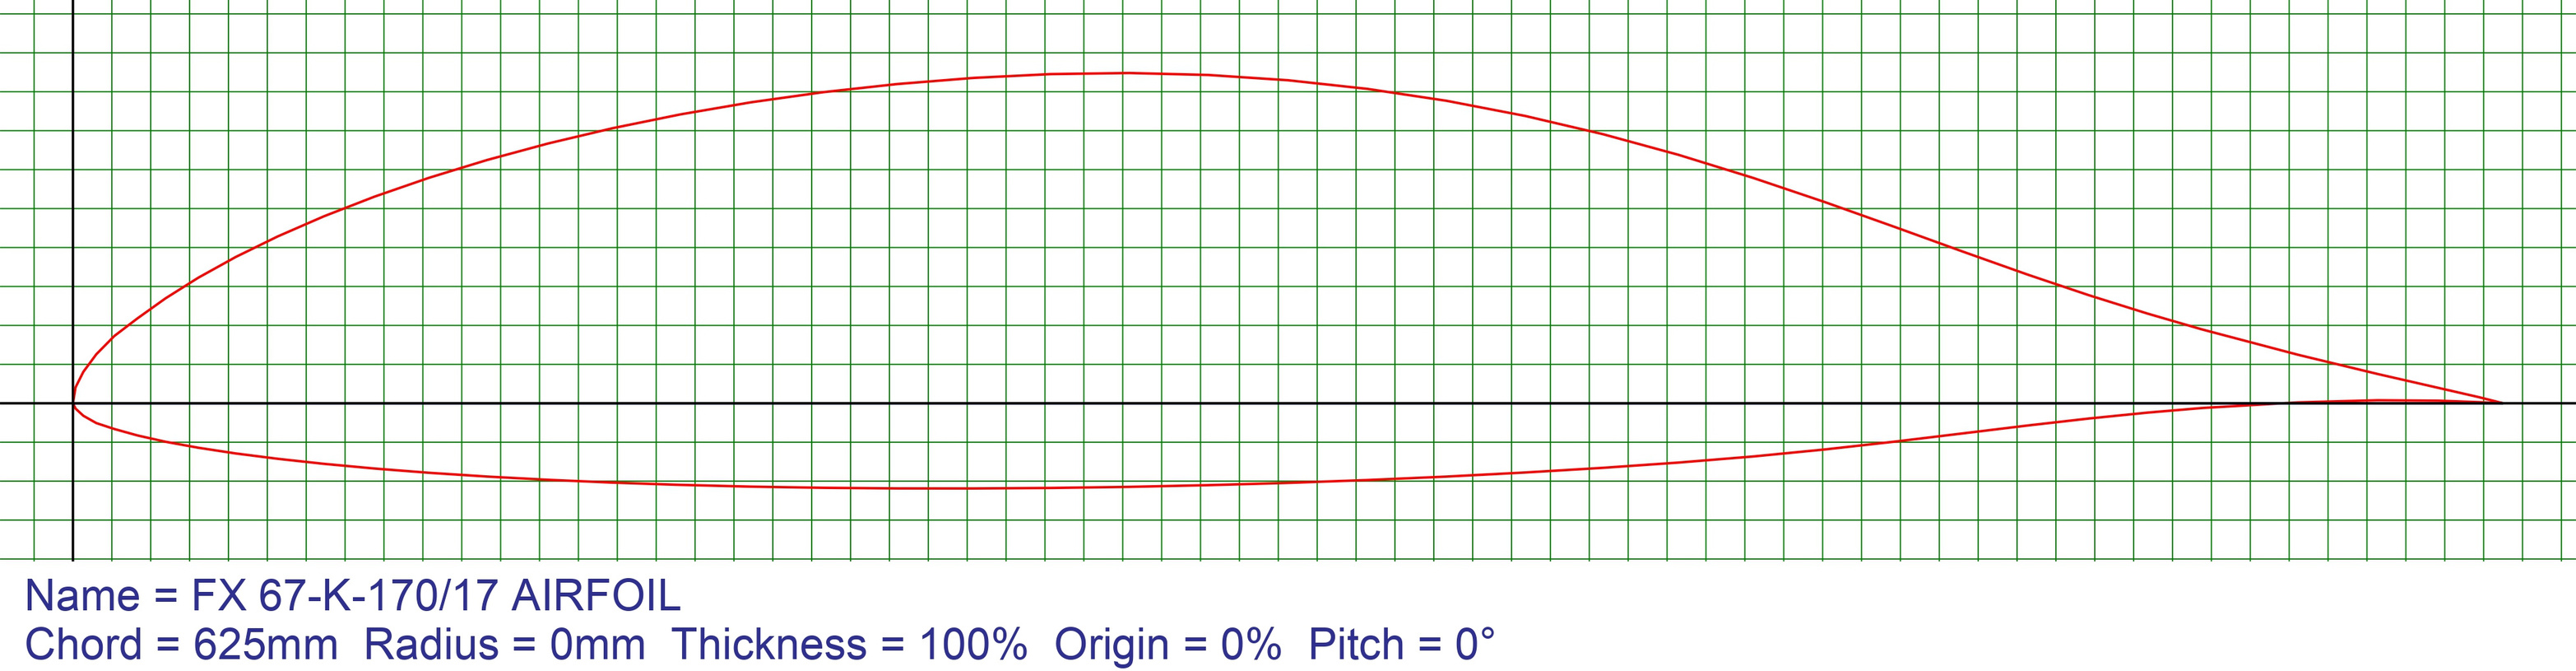 Name = FX 67-K-170/17 AIRFOIL
Chord = 625mm Radius = 0mm Thickness = 100% Origin = 0% Pitch = 0°